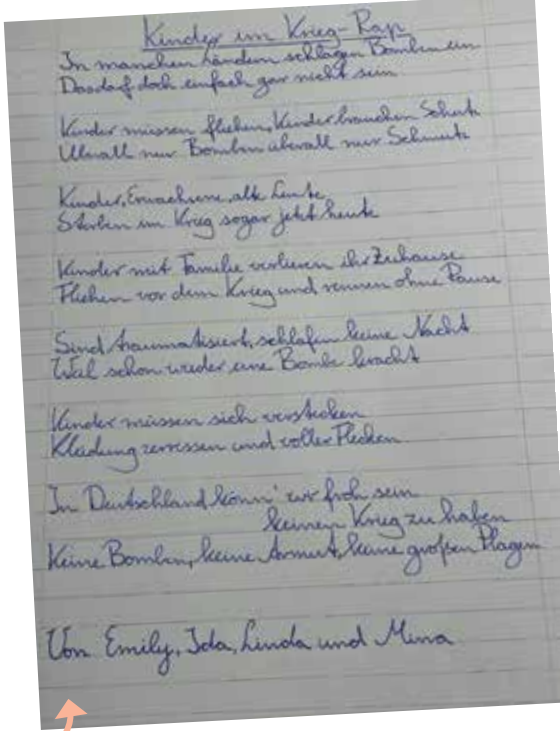 Kinder im Krieg-Rap
In manchen Ländern schlagen Bomben ein
Das darf doch einfach gar nicht sein
Kinder müssen fliehen, Kinder brauchen Schutz
Überall nur Bomben überall nur Schmutz
Kinder, Erwachsene, alte Leute
Sterben im Krieg sogar jetzt heute
Kinder mit Familie verlieren ihr Zuhause
Fliehen vor dem Krieg und rennen ohne Pause
Sind traumatisiert, schlafen keine Nacht
Weil schon wieder eine Bombe kracht
Kinder müssen sich verstecken
Kleidung zerrissen und voller Flecken
In Deutschland könn' wir froh sein
keinen Krieg zu haben
Keine Bomben, keine Armut, keine großen Plagen
Von Emily, Ida, Linda und Mina